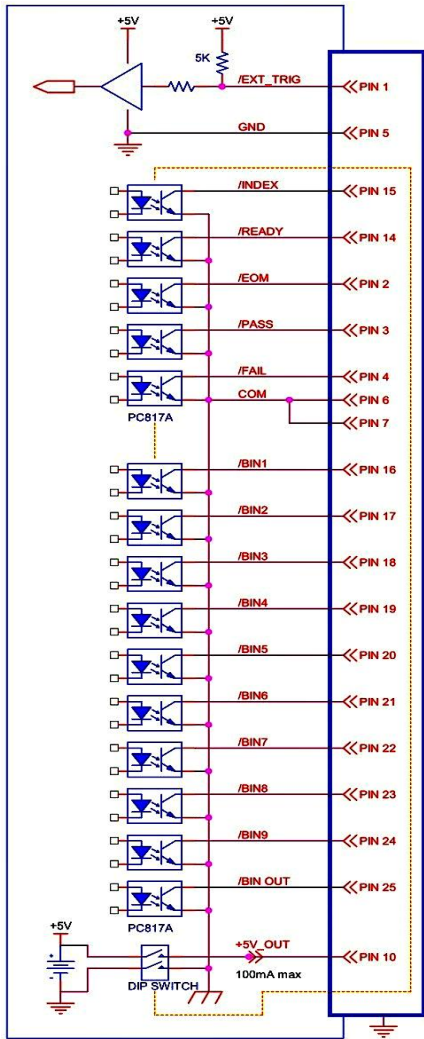 +5V +5V
5K
/EXT_TRIG PIN 1
GND PIN 5
/INDEX PIN 15
/READY PIN 14
/EOM PIN 2
/PASS PIN 3
/FAIL PIN 4
COM PIN 6
PC817A PIN 7
/BIN1 PIN 16
/BIN2 PIN 17
/BIN3 PIN 18
/BIN4 PIN 19
/BIN5 PIN 20
/BIN6 PIN 21
/BIN7 PIN 22
/BIN8 PIN 23
/BIN9 PIN 24
/BIN OUT PIN 25
PC817A
+5V
+5V_OUT PIN 10
+
-
100mA max
DIP SWITCH